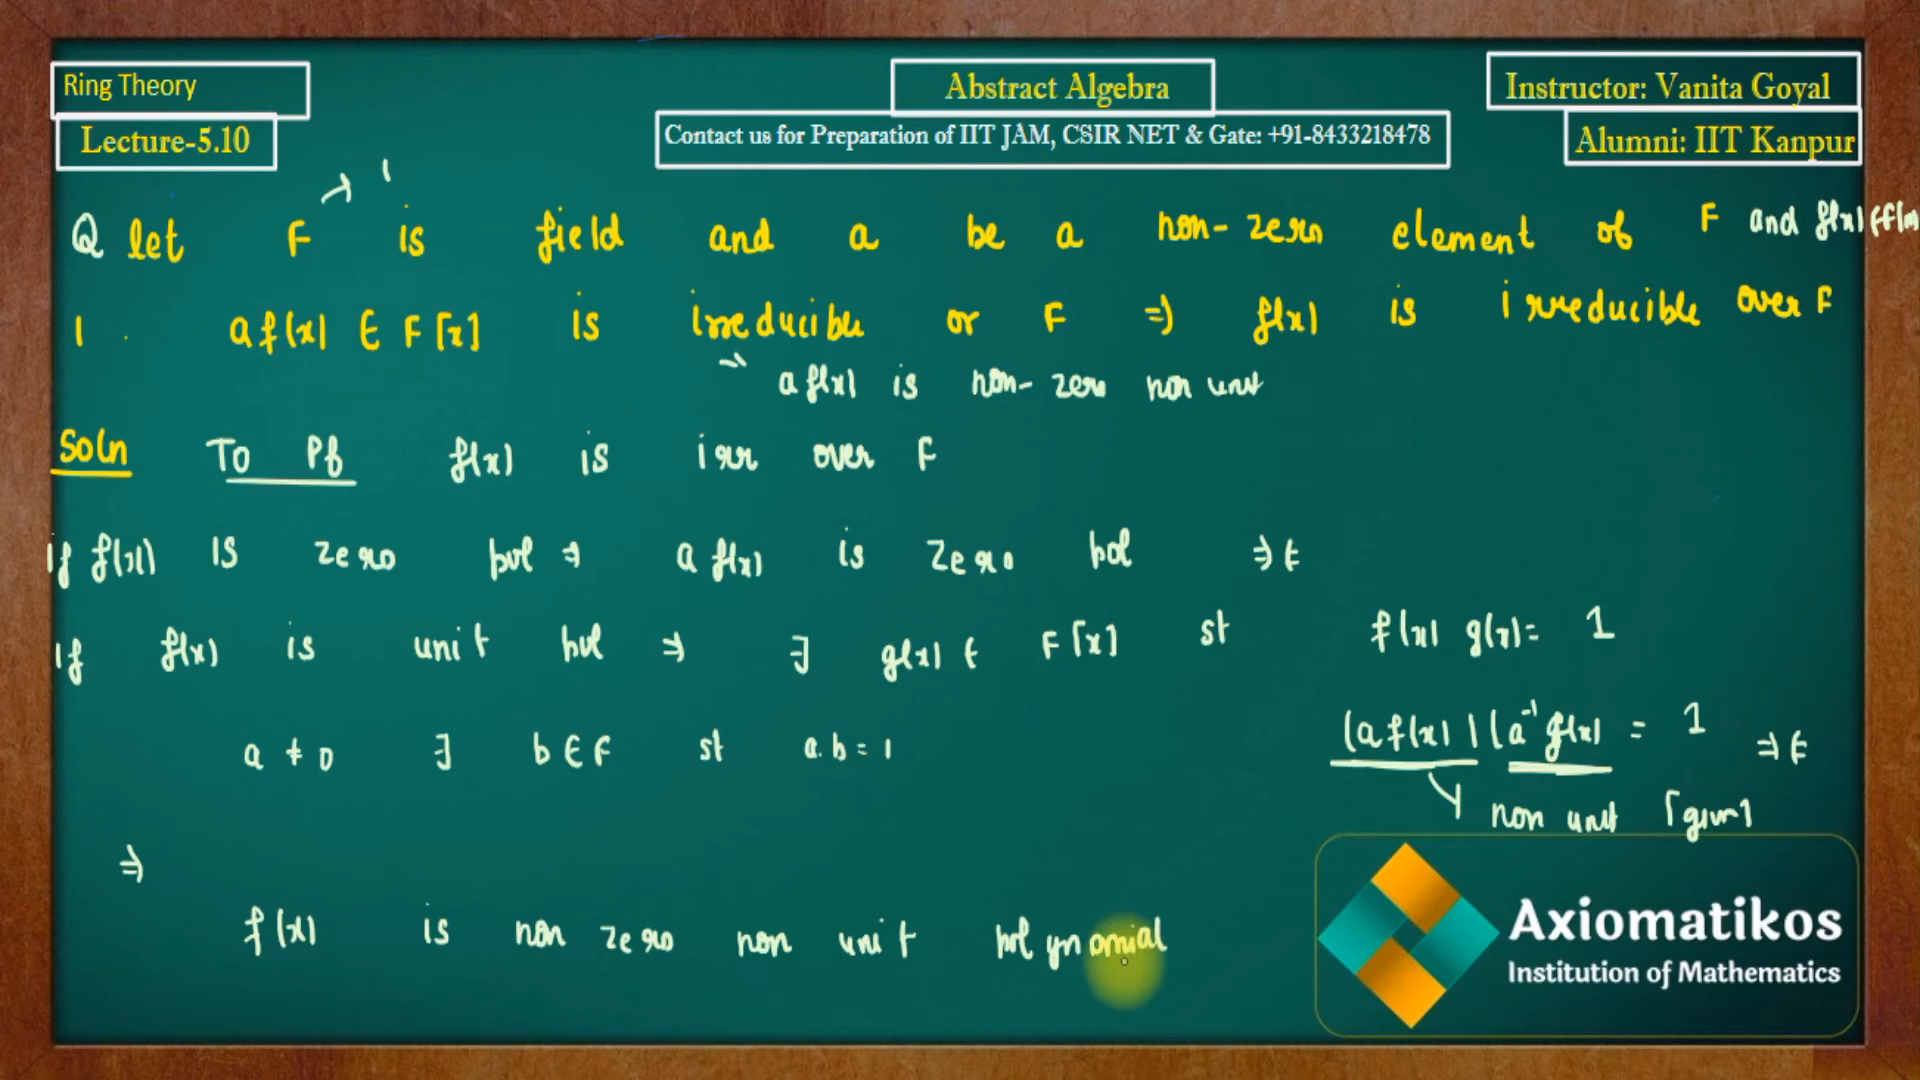 Ring Theory
Abstract Algebra
Instructor: Vanita Goyal
Lecture-5.10
Contact us for Preparation of IIT JAM, CSIR NET & Gate: +91-8433218478
Alumni: IIT Kanpur
Q let F is field and a be a non-zero element of F and
1. a f(x) ∈ F[x] is irreducible or F ⇒ f(x) is irreducible over F
a f(x) is non-zero non unit
Soln To Pf f(x) is irr over F
if f(x) is zero pol ⇒ a f(x) is zero pol ⇒∈
if f(x) is unit pol ⇒ ∃ g(x) ∈ F[x] st f(x) g(x) = 1
(a f(x)) (a⁻¹ g(x) = 1 ⇒∈
a ≠ 0 ∃ b ∈ F st a.b = 1
non unit [given]
⇒
f(x) is non zero non unit polynomial
Axiomatikos
Institution of Mathematics